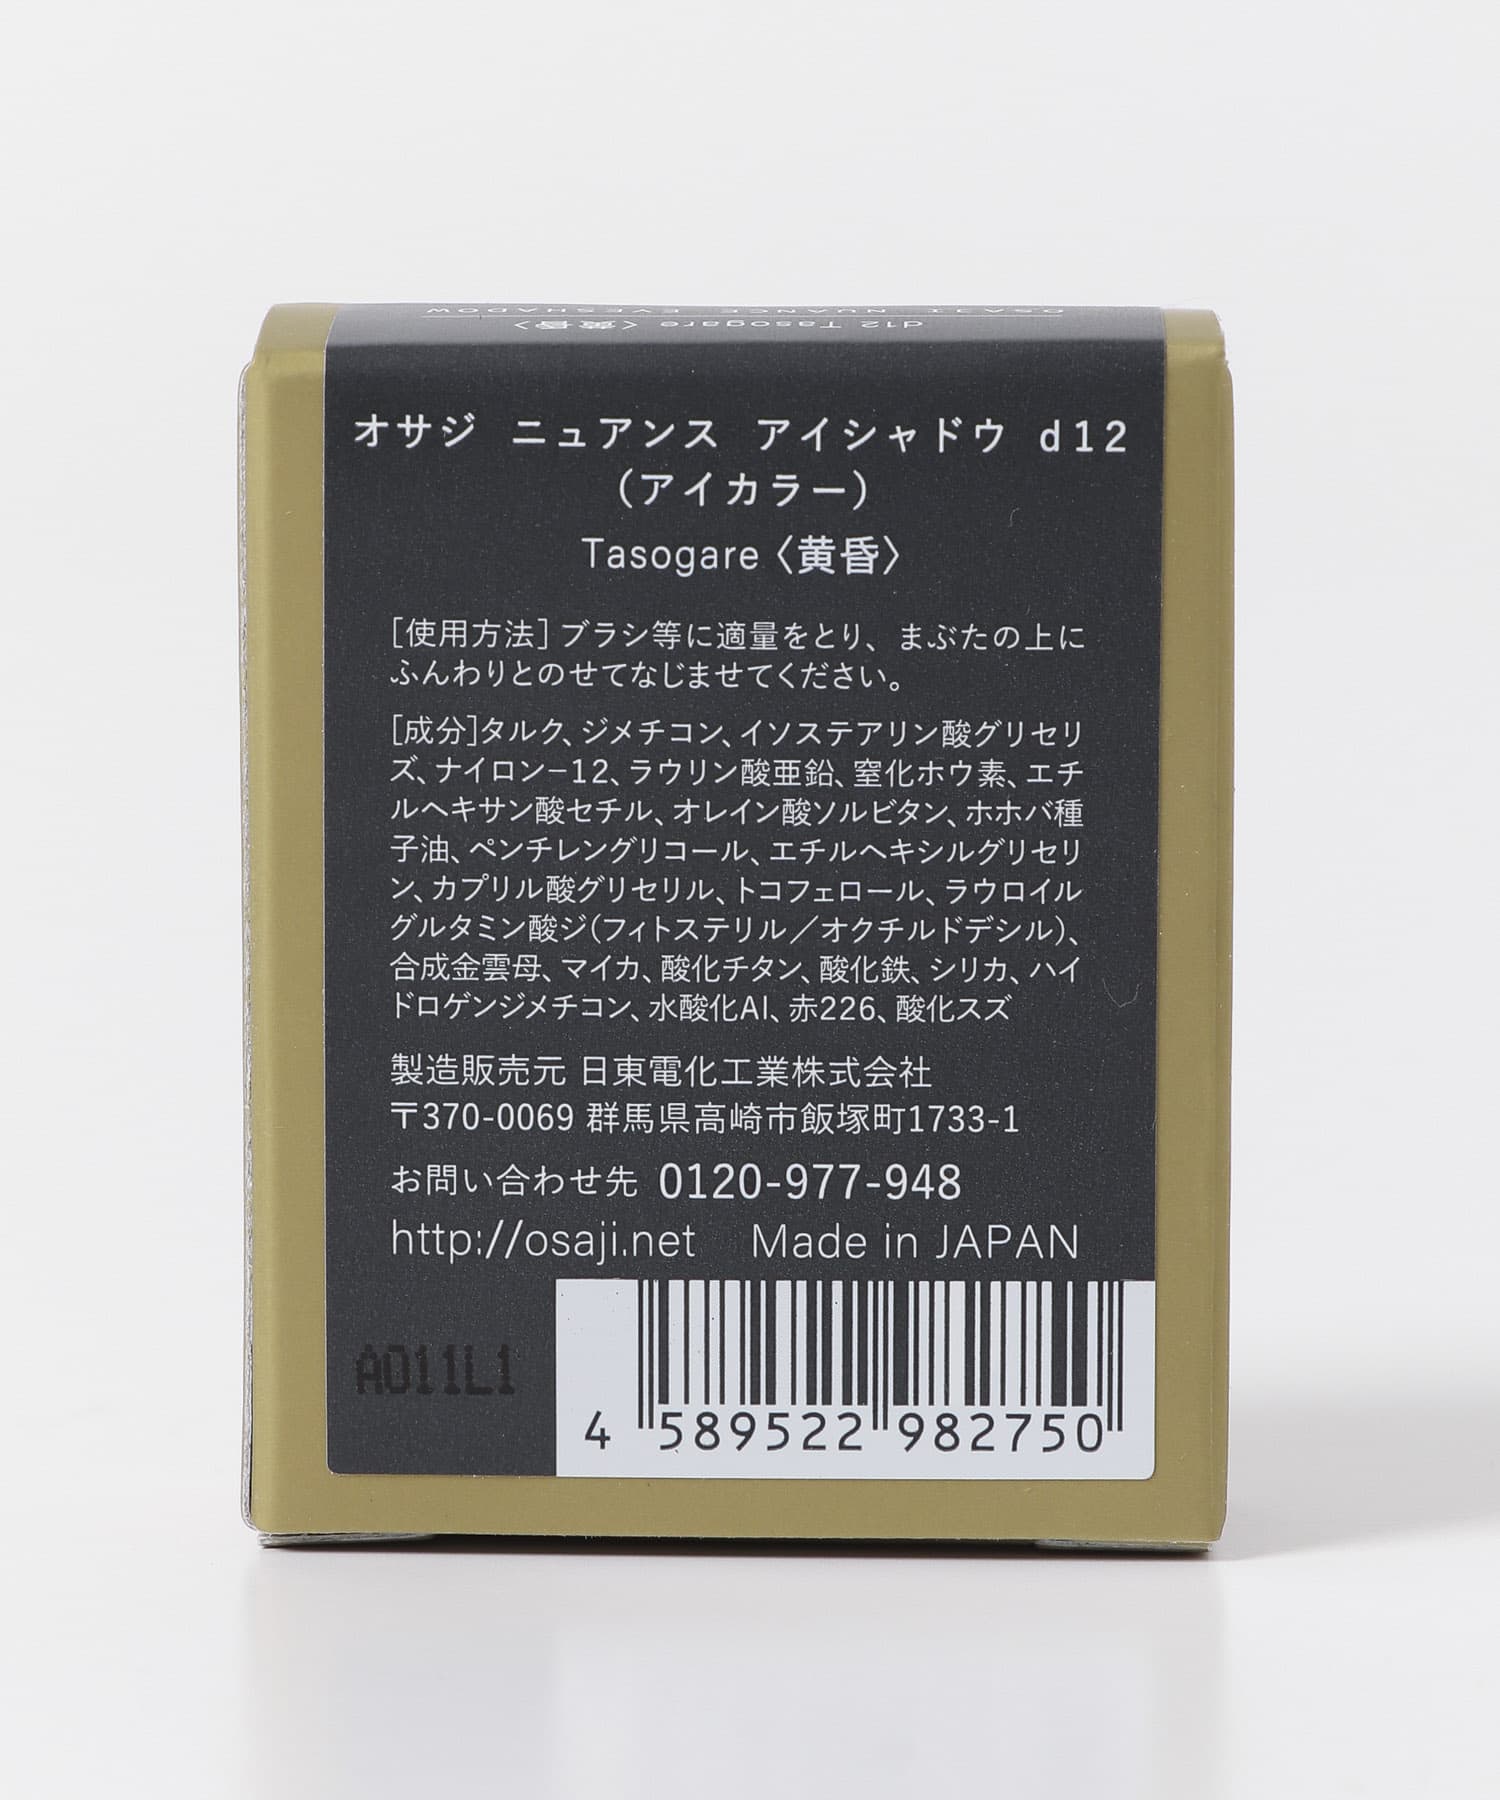 OSAJI NUANCE EYESHADOW
d12 Tasogare〈黄昏〉
オサジ ニュアンス アイシャドウ d12
（アイカラー）
Tasogare〈黄昏〉
[使用方法]ブラシ等に適量をとり、まぶたの上に
ふんわりとのせてなじませてください。
[成分]タルク、ジメチコン、イソステアリン酸グリセリ
ズ、ナイロン−12、ラウリン酸亜鉛、窒化ホウ素、エチ
ルヘキサン酸セチル、オレイン酸ソルビタン、ホホバ種
子油、ペンチレングリコール、エチルヘキシルグリセリ
ン、カプリル酸グリセリル、トコフェロール、ラウロイル
グルタミン酸ジ(フィトステリル／オクチルドデシル)、
合成金雲母、マイカ、酸化チタン、酸化鉄、シリカ、ハイ
ドロゲンジメチコン、水酸化Al、赤226、酸化スズ
製造販売元 日東電化工業株式会社
〒370-0069 群馬県高崎市飯塚町1733-1
お問い合わせ先 0120-977-948
http://osaji.net Made in JAPAN
A011L1
4 589522 982750